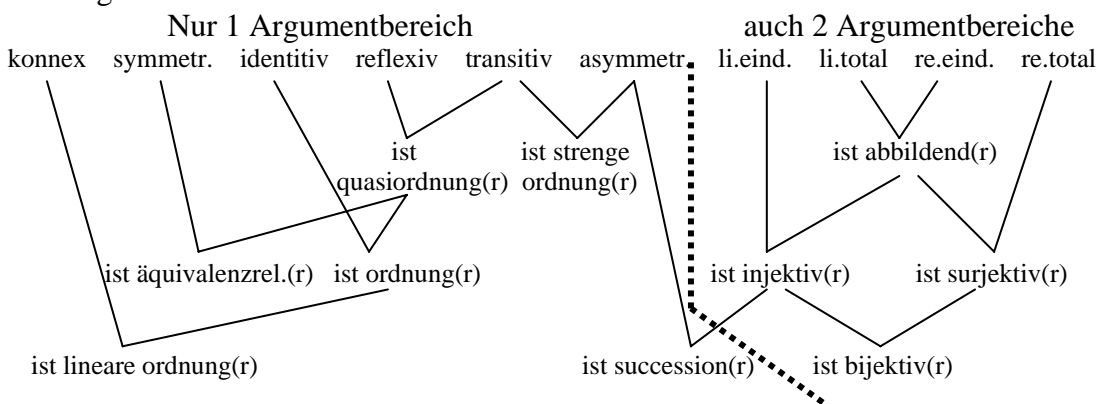 Nur 1 Argumentbereich auch 2 Argumentbereiche
konnex symmetr. identitiv reflexiv transitiv asymmetr. li.eind. li.total re.eind. re.total
ist ist strenge ist abbildend(r)
quasiordnung(r) ordnung(r)
ist äquivalenzrel.(r) ist ordnung(r) ist injektiv(r) ist surjektiv(r)
ist lineare ordnung(r) ist succession(r) ist bijektiv(r)